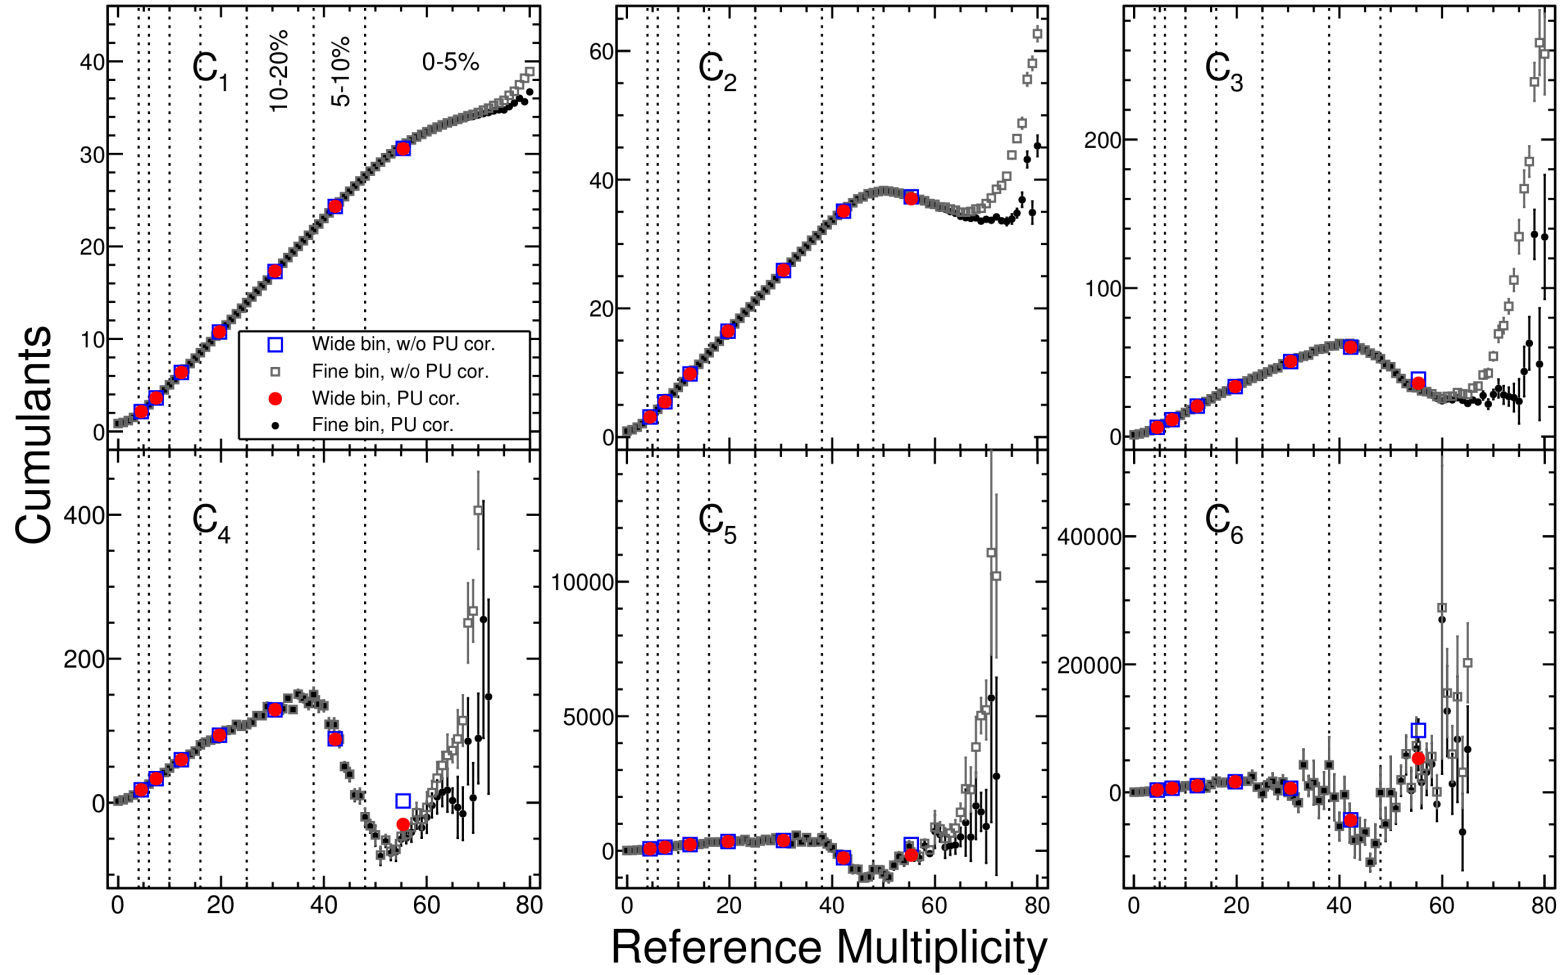 Cumulants
C1
10-20%
5-10%
0-5%
40
30
20
10
0
Wide bin, w/o PU cor.
Fine bin, w/o PU cor.
Wide bin, PU cor.
Fine bin, PU cor.
C2
60
40
20
0
C3
200
100
0
C4
400
200
0
0 20 40 60 80
C5
10000
5000
0
0 20 40 60 80
C6
40000
20000
0
0 20 40 60 80
Reference Multiplicity